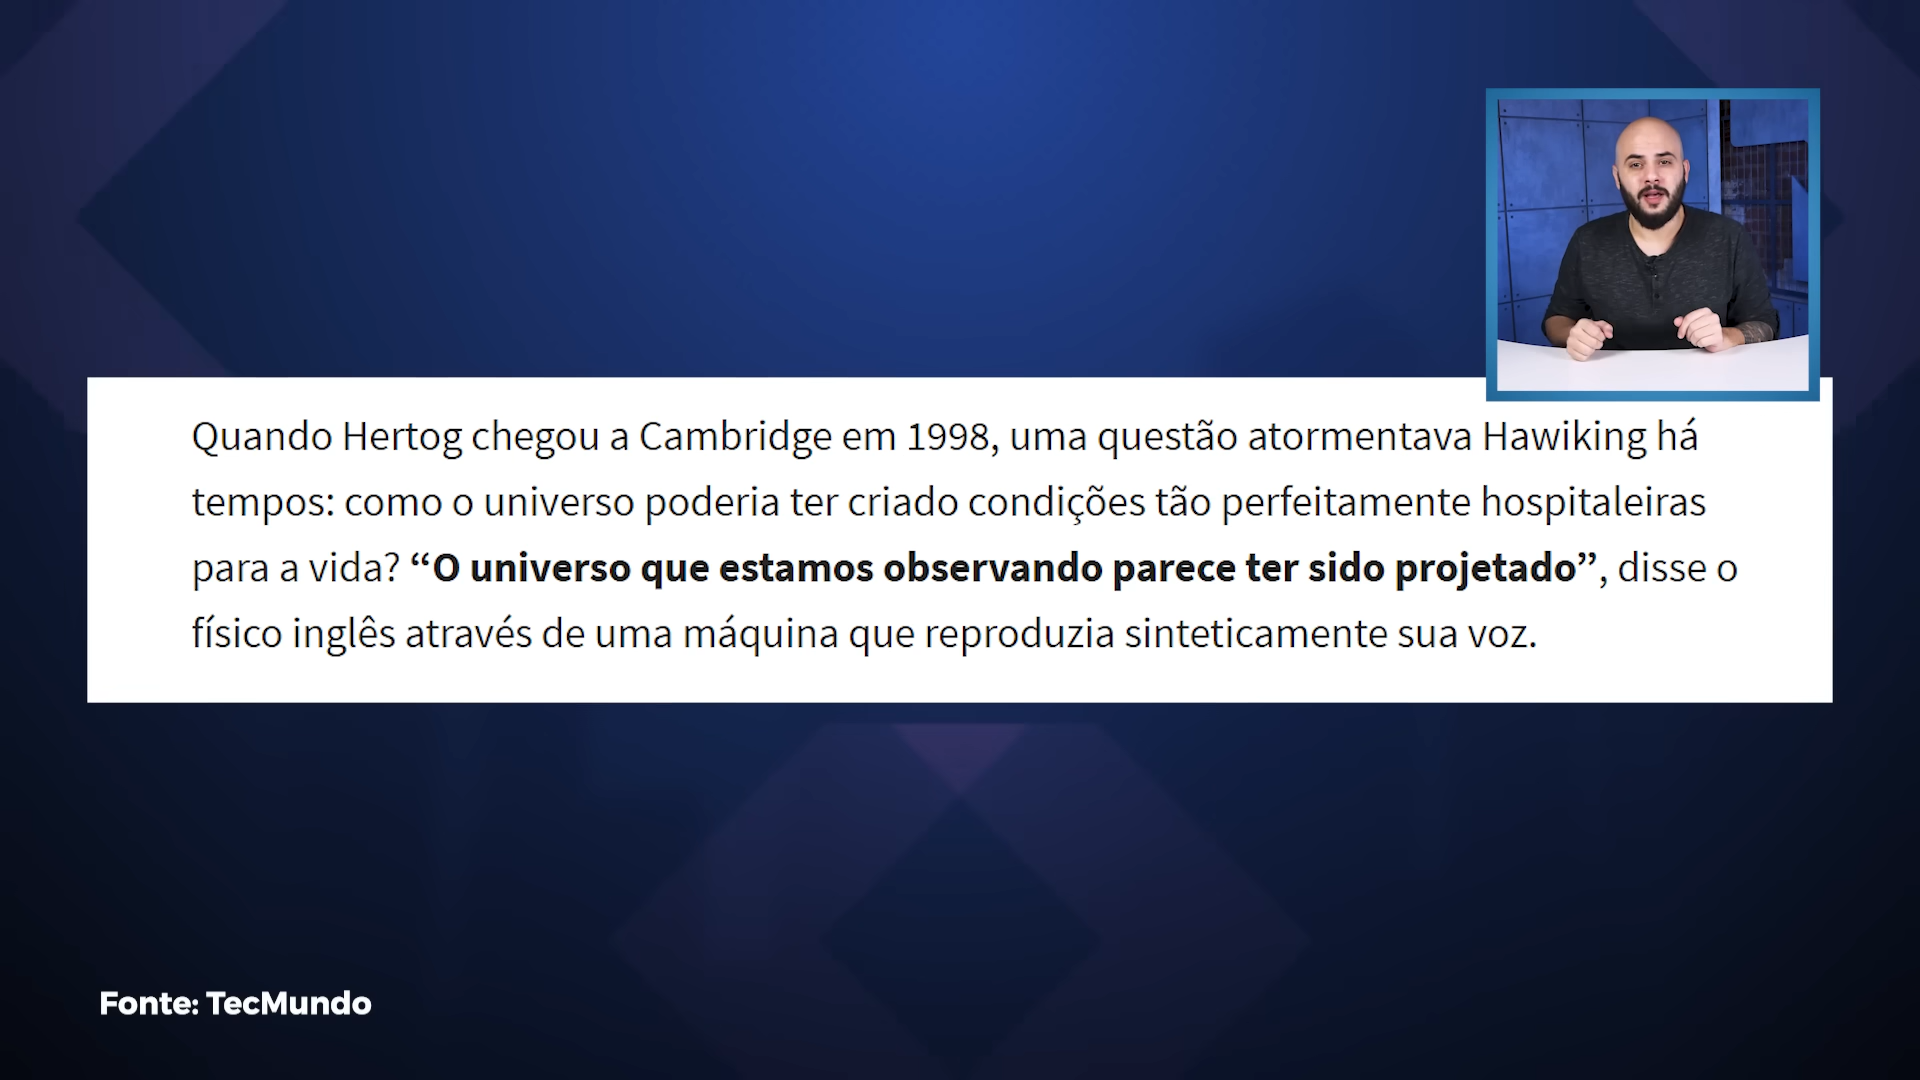 Quando Hertog chegou a Cambridge em 1998, uma questão atormentava Hawiking há
tempos: como o universo poderia ter criado condições tão perfeitamente hospitaleiras
para a vida? “O universo que estamos observando parece ter sido projetado”, disse o
físico inglês através de uma máquina que reproduzia sinteticamente sua voz.
Fonte: TecMundo